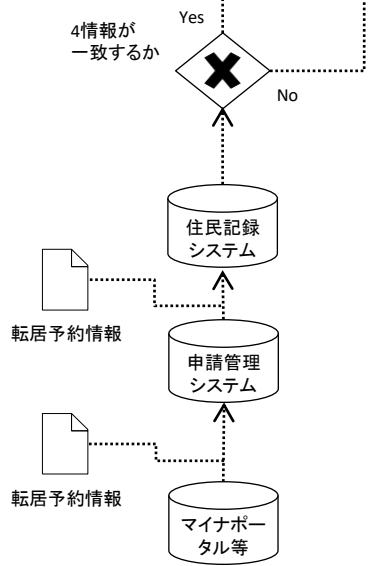 Yes
4情報が
一致するか
No
住民記録
システム
転居予約情報
申請管理
システム
転居予約情報
マイナポー
タル等